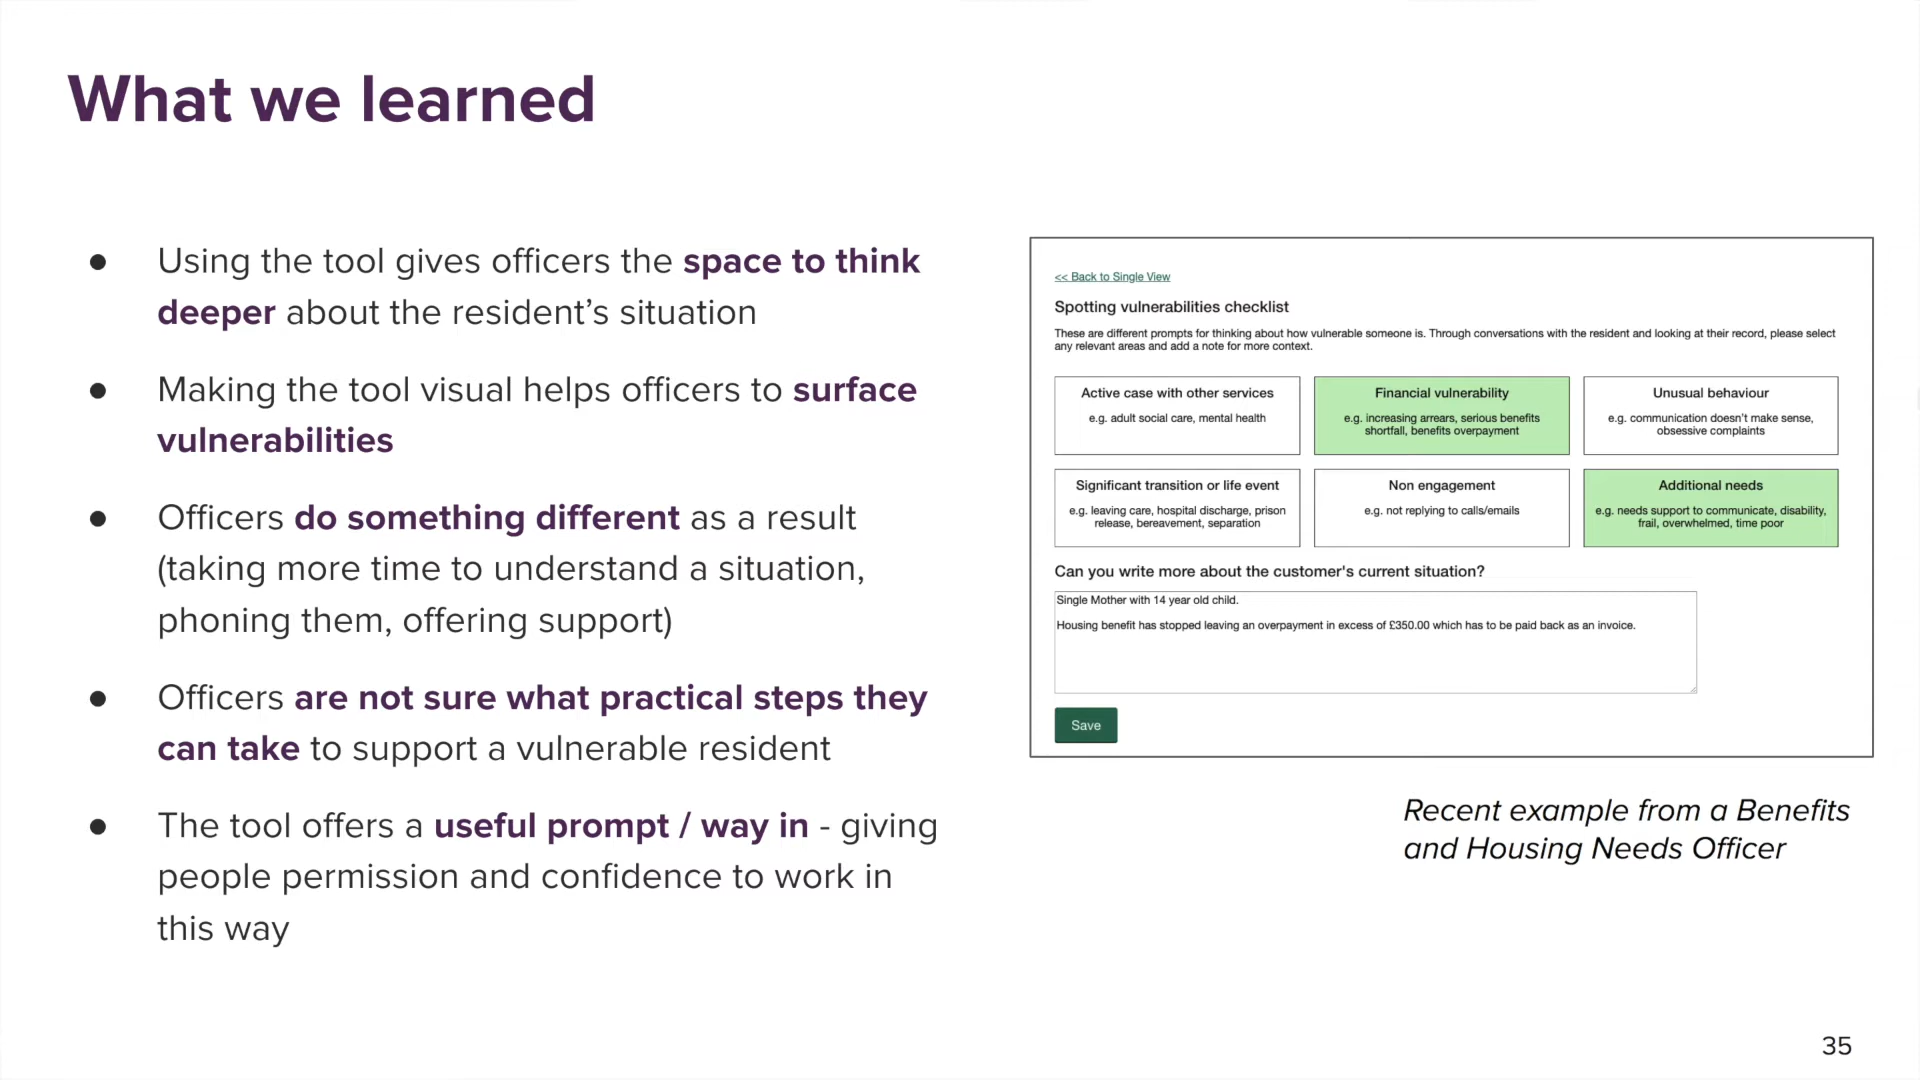 What we learned
● Using the tool gives officers the space to think
deeper about the resident’s situation
● Making the tool visual helps officers to surface
vulnerabilities
● Officers do something different as a result
(taking more time to understand a situation,
phoning them, offering support)
● Officers are not sure what practical steps they
can take to support a vulnerable resident
● The tool offers a useful prompt / way in - giving
people permission and confidence to work in
this way
<< Back to Single View
Spotting vulnerabilities checklist
These are different prompts for thinking about how vulnerable someone is. Through conversations with the resident and looking at their record, please select
any relevant areas and add a note for more context.
Active case with other services
e.g. adult social care, mental health
Financial vulnerability
e.g. increasing arrears, serious benefits
shortfall, benefits overpayment
Unusual behaviour
e.g. communication doesn’t make sense,
obsessive complaints
Significant transition or life event
e.g. leaving care, hospital discharge, prison
release, bereavement, separation
Non engagement
e.g. not replying to calls/emails
Additional needs
e.g. needs support to communicate, disability,
frail, overwhelmed, time poor
Can you write more about the customer's current situation?
Single Mother with 14 year old child.
Housing benefit has stopped leaving an overpayment in excess of £350.00 which has to be paid back as an invoice.
Save
Recent example from a Benefits
and Housing Needs Officer
35